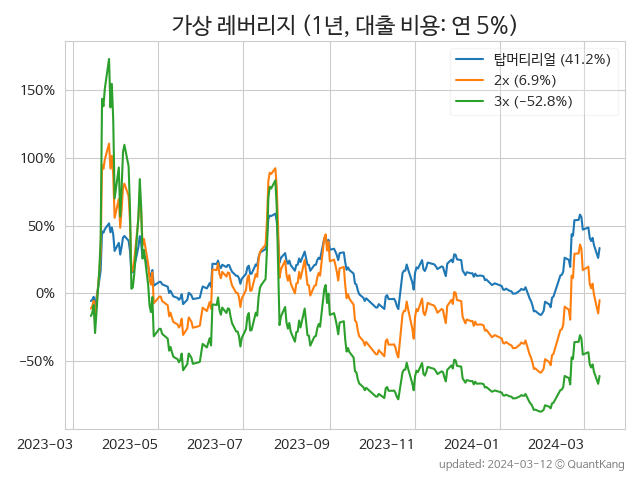 가상 레버리지 (1년, 대출 비용: 연 5%)
탑머티리얼 (41.2%)
2x (6.9%)
3x (−52.8%)
150%
100%
50%
0%
−50%
2023-03 2023-05 2023-07 2023-09 2023-11 2024-01 2024-03
updated: 2024-03-12 © QuantKang